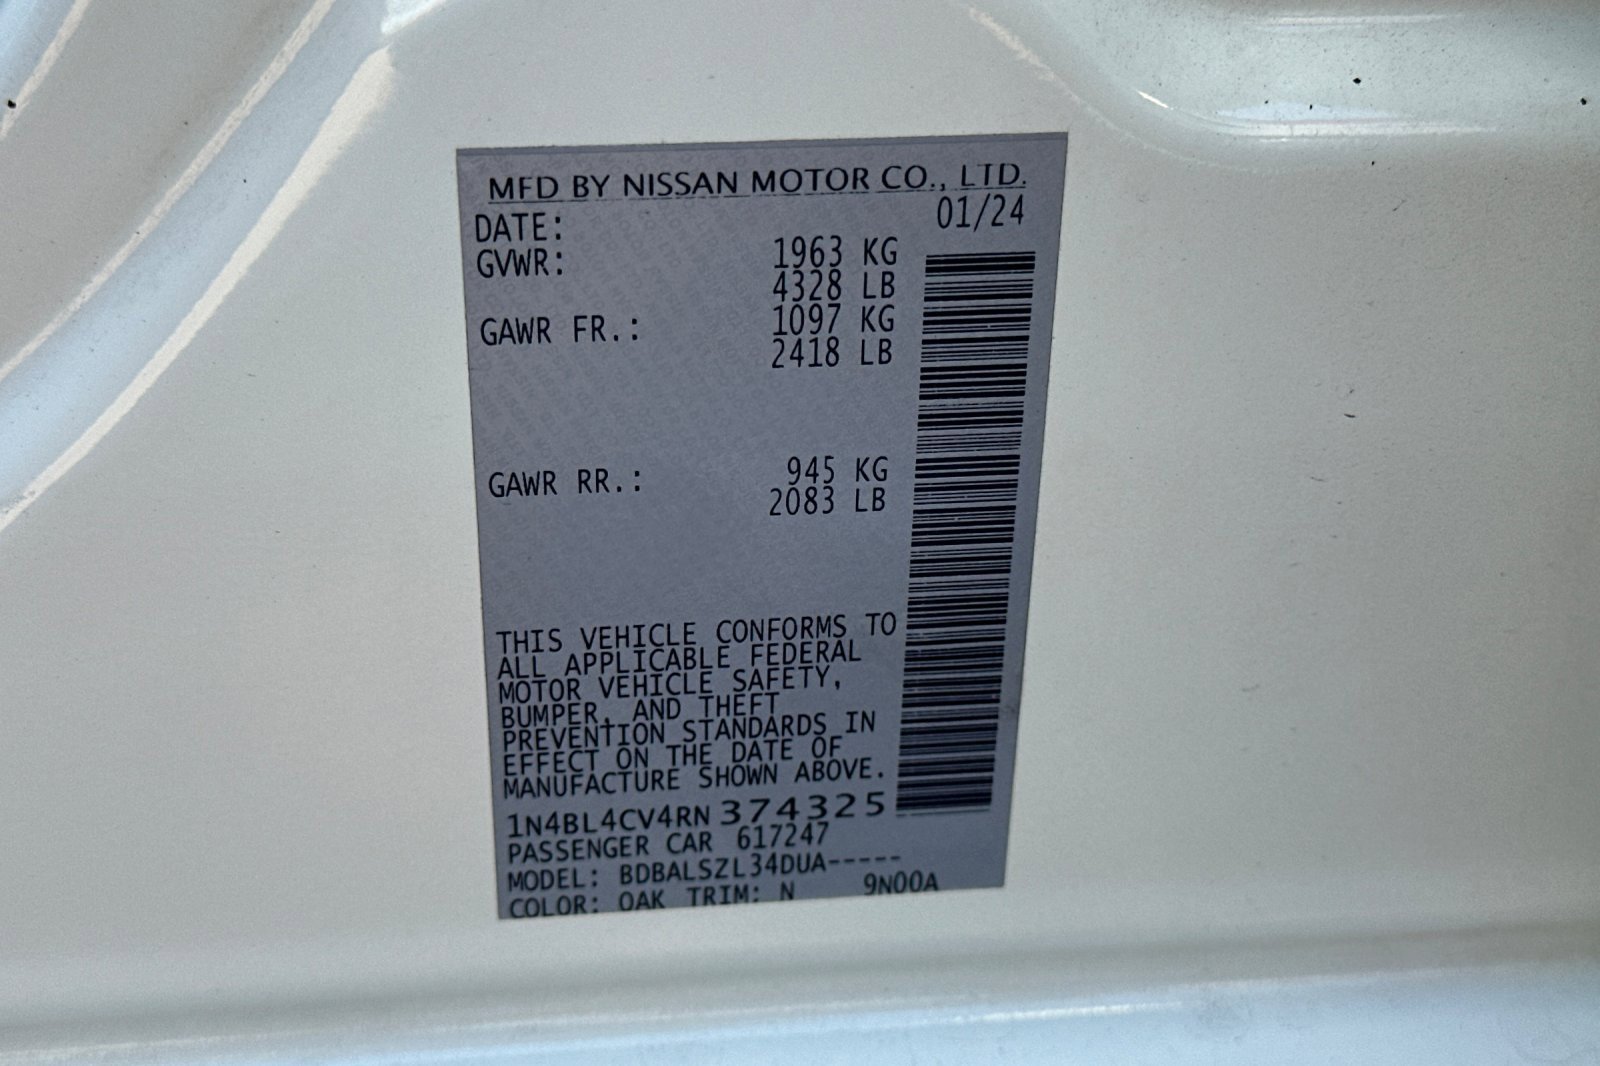 MFD BY NISSAN MOTOR CO., LTD.
DATE: 01/24
GVWR: 1963 KG
4328 LB
GAWR FR.: 1097 KG
2418 LB
GAWR RR.: 945 KG
2083 LB
THIS VEHICLE CONFORMS TO
ALL APPLICABLE FEDERAL
MOTOR VEHICLE SAFETY,
BUMPER, AND THEFT
PREVENTION STANDARDS IN
EFFECT ON THE DATE OF
MANUFACTURE SHOWN ABOVE.
1N4BL4CV4RN 374325
PASSENGER CAR 617247
MODEL: BDBALSZL34DUA-----
COLOR: QAK TRIM: N 9N00A